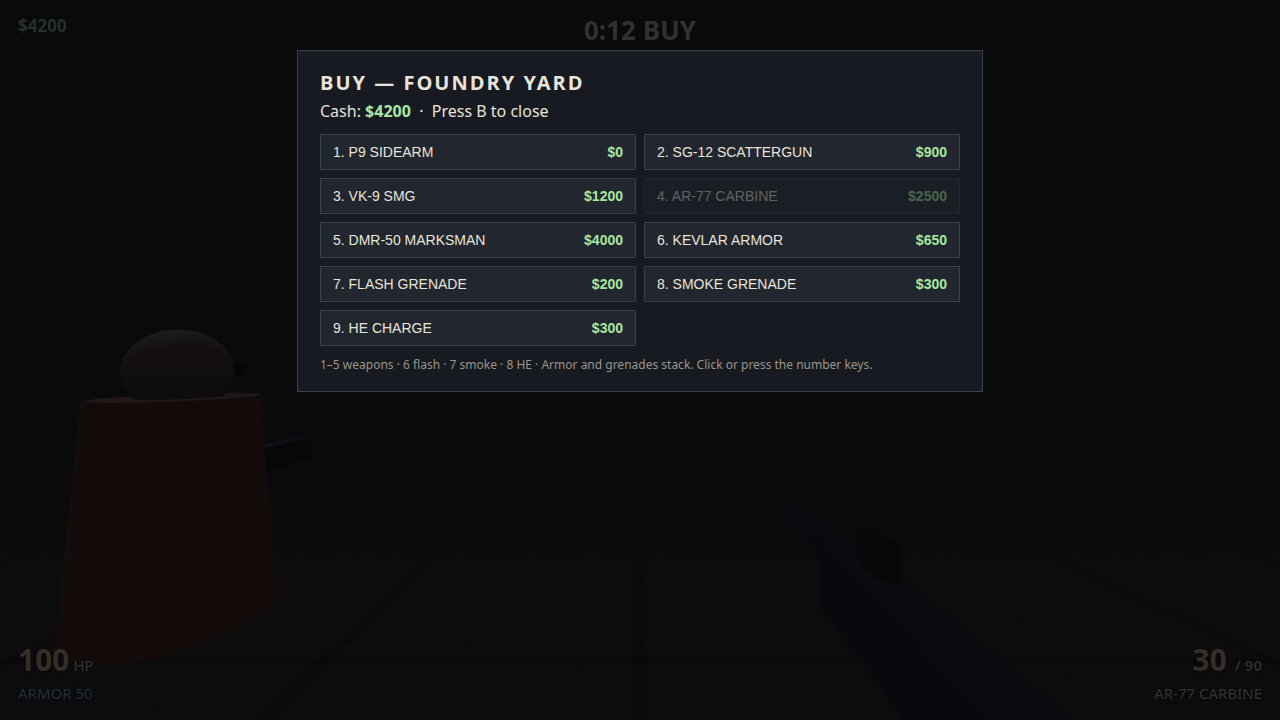 $4200
0:12 BUY
BUY — FOUNDRY YARD
Cash: $4200 · Press B to close
1. P9 SIDEARM $0
2. SG-12 SCATTERGUN $900
3. VK-9 SMG $1200
4. AR-77 CARBINE $2500
5. DMR-50 MARKSMAN $4000
6. KEVLAR ARMOR $650
7. FLASH GRENADE $200
8. SMOKE GRENADE $300
9. HE CHARGE $300
1–5 weapons · 6 flash · 7 smoke · 8 HE · Armor and grenades stack. Click or press the number keys.
100 HP
ARMOR 50
30 / 90
AR-77 CARBINE